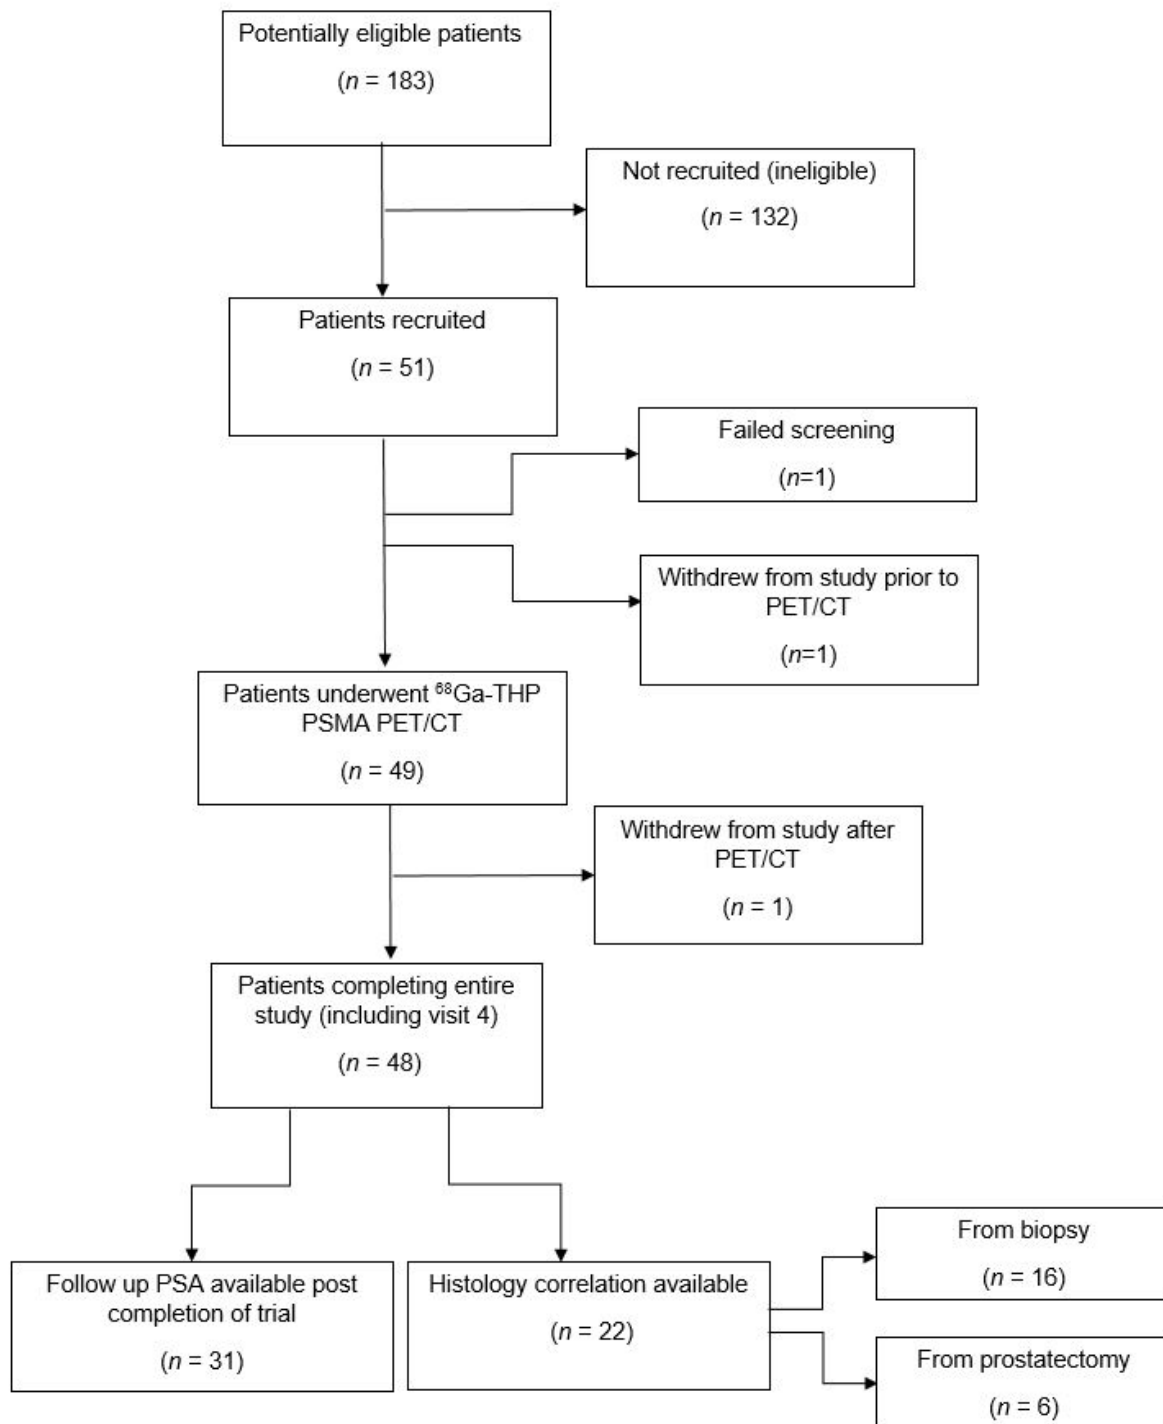 Potentially eligible patients
(n = 183)
Not recruited (ineligible)
(n = 132)
Patients recruited
(n = 51)
Failed screening
(n=1)
Withdrew from study prior to
PET/CT
(n=1)
Patients underwent ⁶⁸Ga-THP
PSMA PET/CT
(n = 49)
Withdrew from study after
PET/CT
(n = 1)
Patients completing entire
study (including visit 4)
(n = 48)
Follow up PSA available post
completion of trial
(n = 31)
Histology correlation available
(n = 22)
From biopsy
(n = 16)
From prostatectomy
(n = 6)